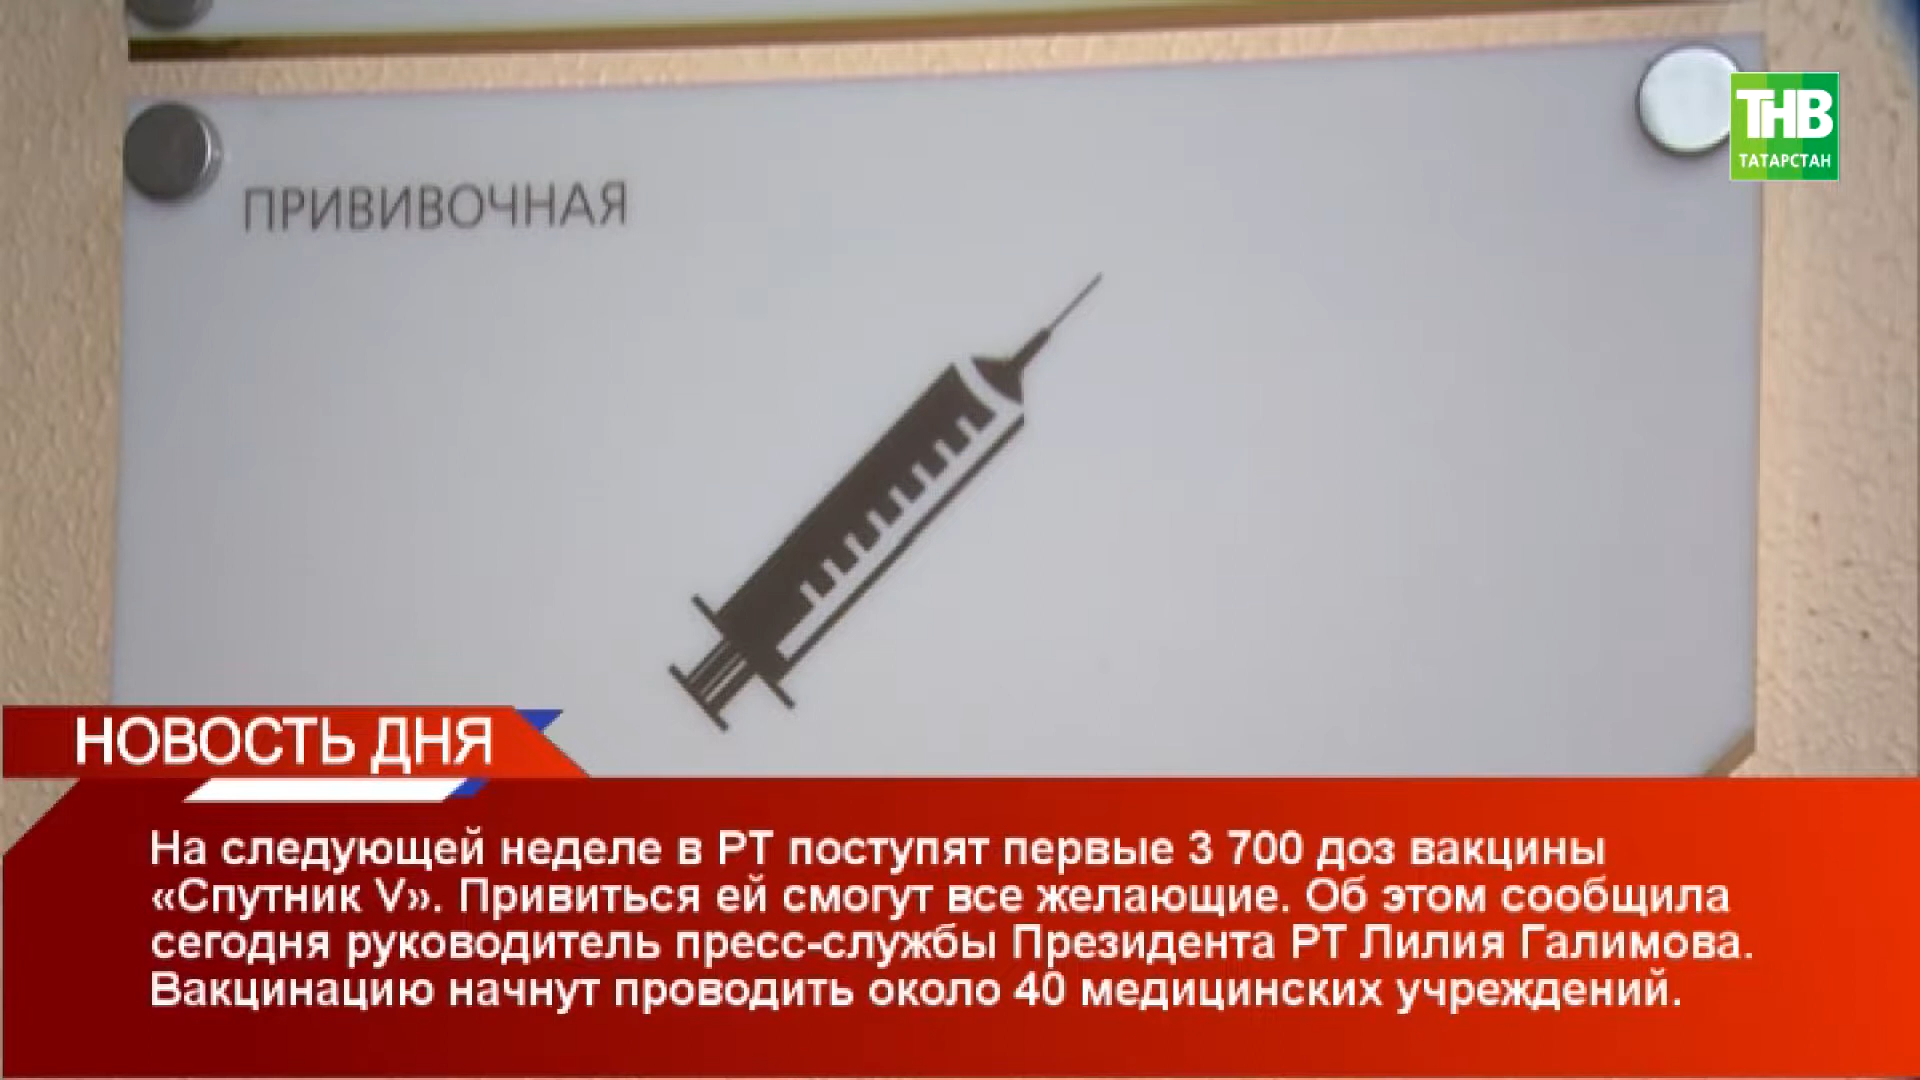 ТНВ
ТАТАРСТАН
ПРИВИВОЧНАЯ
НОВОСТЬ ДНЯ
На следующей неделе в РТ поступят первые 3 700 доз вакцины
«Спутник V». Привиться ей смогут все желающие. Об этом сообщила
сегодня руководитель пресс-службы Президента РТ Лилия Галимова.
Вакцинацию начнут проводить около 40 медицинских учреждений.